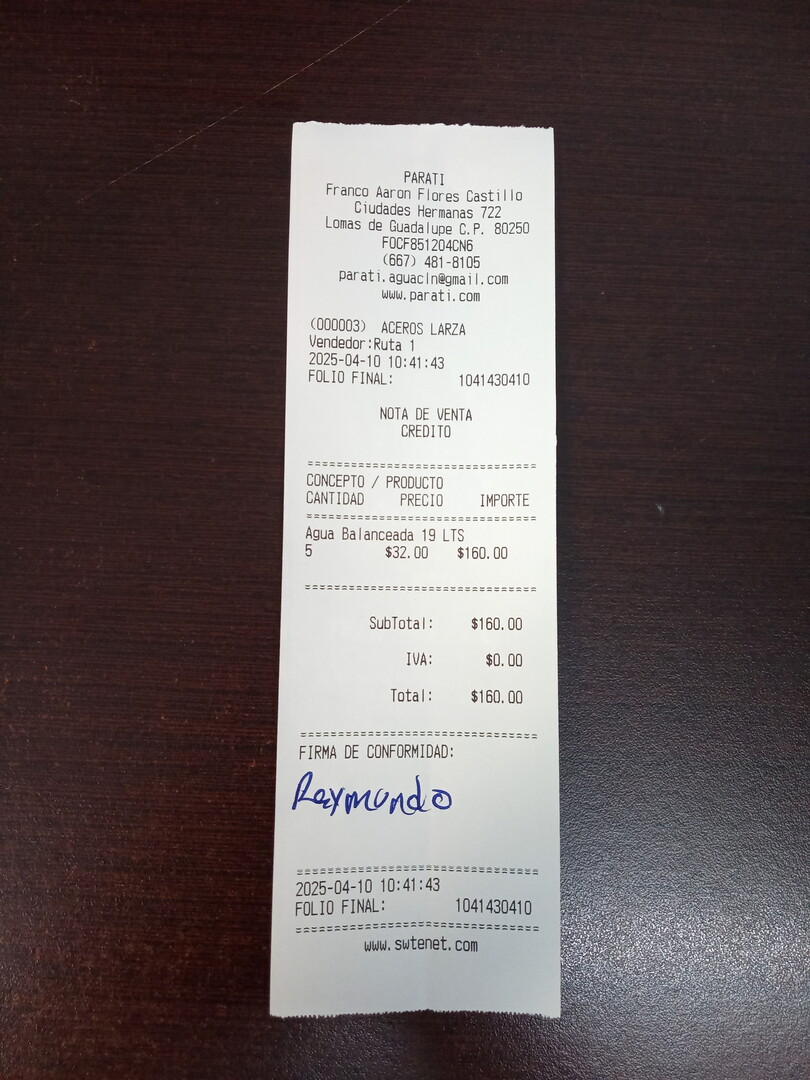 PARATI
Franco Aaron Flores Castillo
Ciudades Hermanas 722
Lomas de Guadalupe C.P. 80250
FOCF851204CN6
(667) 481-8105
parati.aguacln@gmail.com
www.parati.com
(000003) ACEROS LARZA
Vendedor:Ruta 1
2025-04-10 10:41:43
FOLIO FINAL: 1041430410
NOTA DE VENTA
CREDITO
==============================
CONCEPTO / PRODUCTO
CANTIDAD PRECIO IMPORTE
==============================
Agua Balanceada 19 LTS
5 $32.00 $160.00
==============================
SubTotal: $160.00
IVA: $0.00
Total: $160.00
==============================
FIRMA DE CONFORMIDAD:
Raymundo
==============================
2025-04-10 10:41:43
FOLIO FINAL: 1041430410
==============================
www.swtenet.com